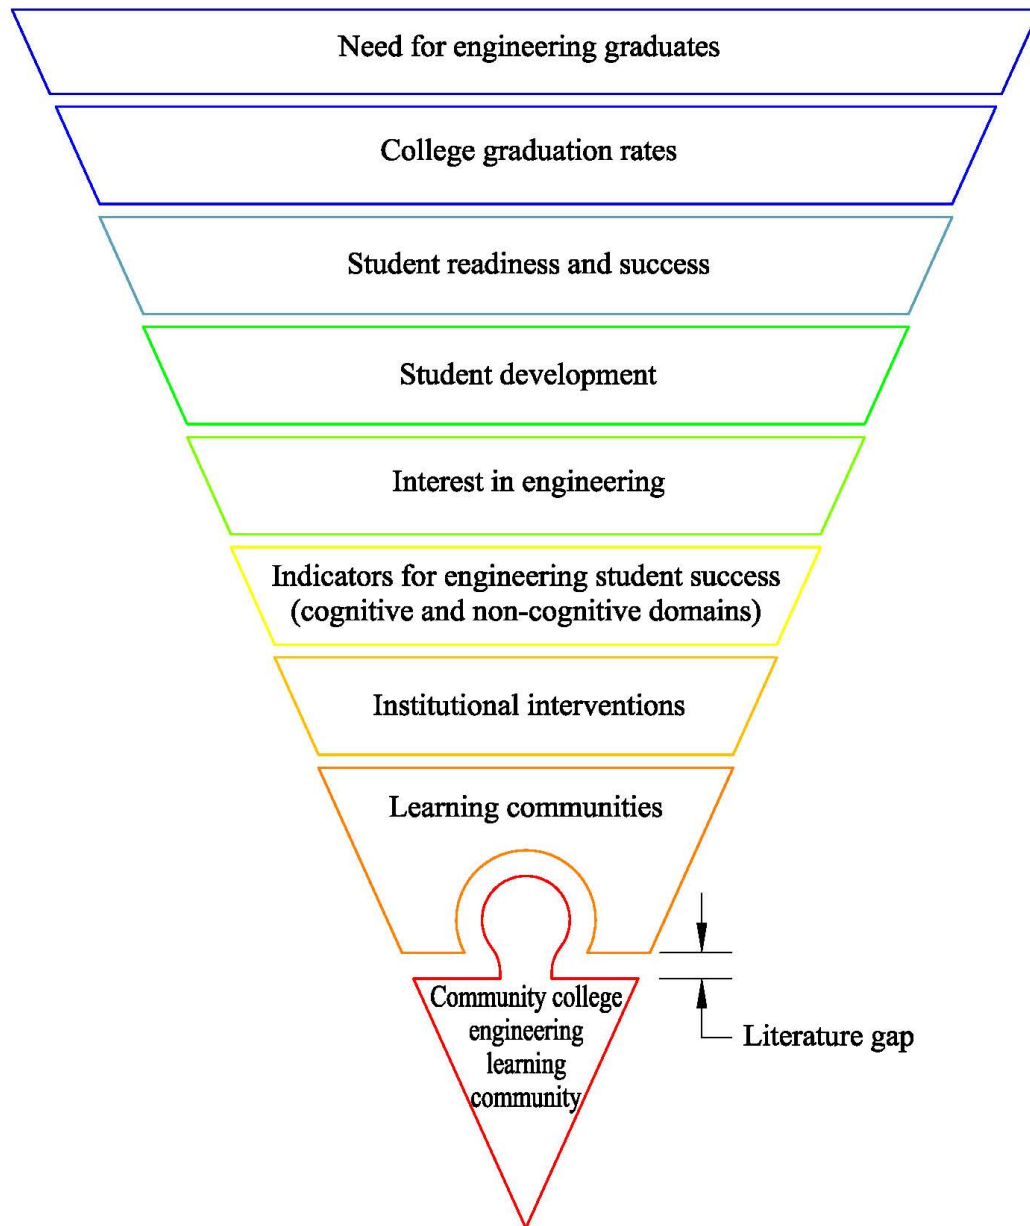 Need for engineering graduates
College graduation rates
Student readiness and success
Student development
Interest in engineering
Indicators for engineering student success
(cognitive and non-cognitive domains)
Institutional interventions
Learning communities
Community college
engineering
learning
community
Literature gap